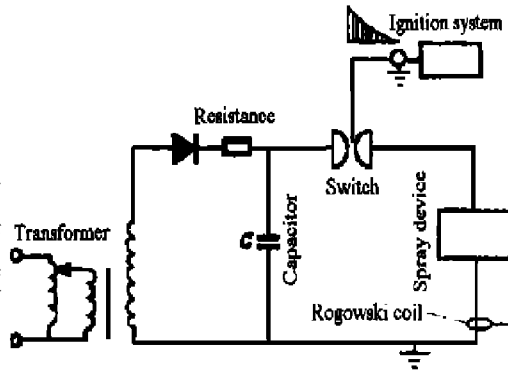 Ignition system
Resistance
Switch
Transformer
C
Capacitor
Spray device
Rogowski coil